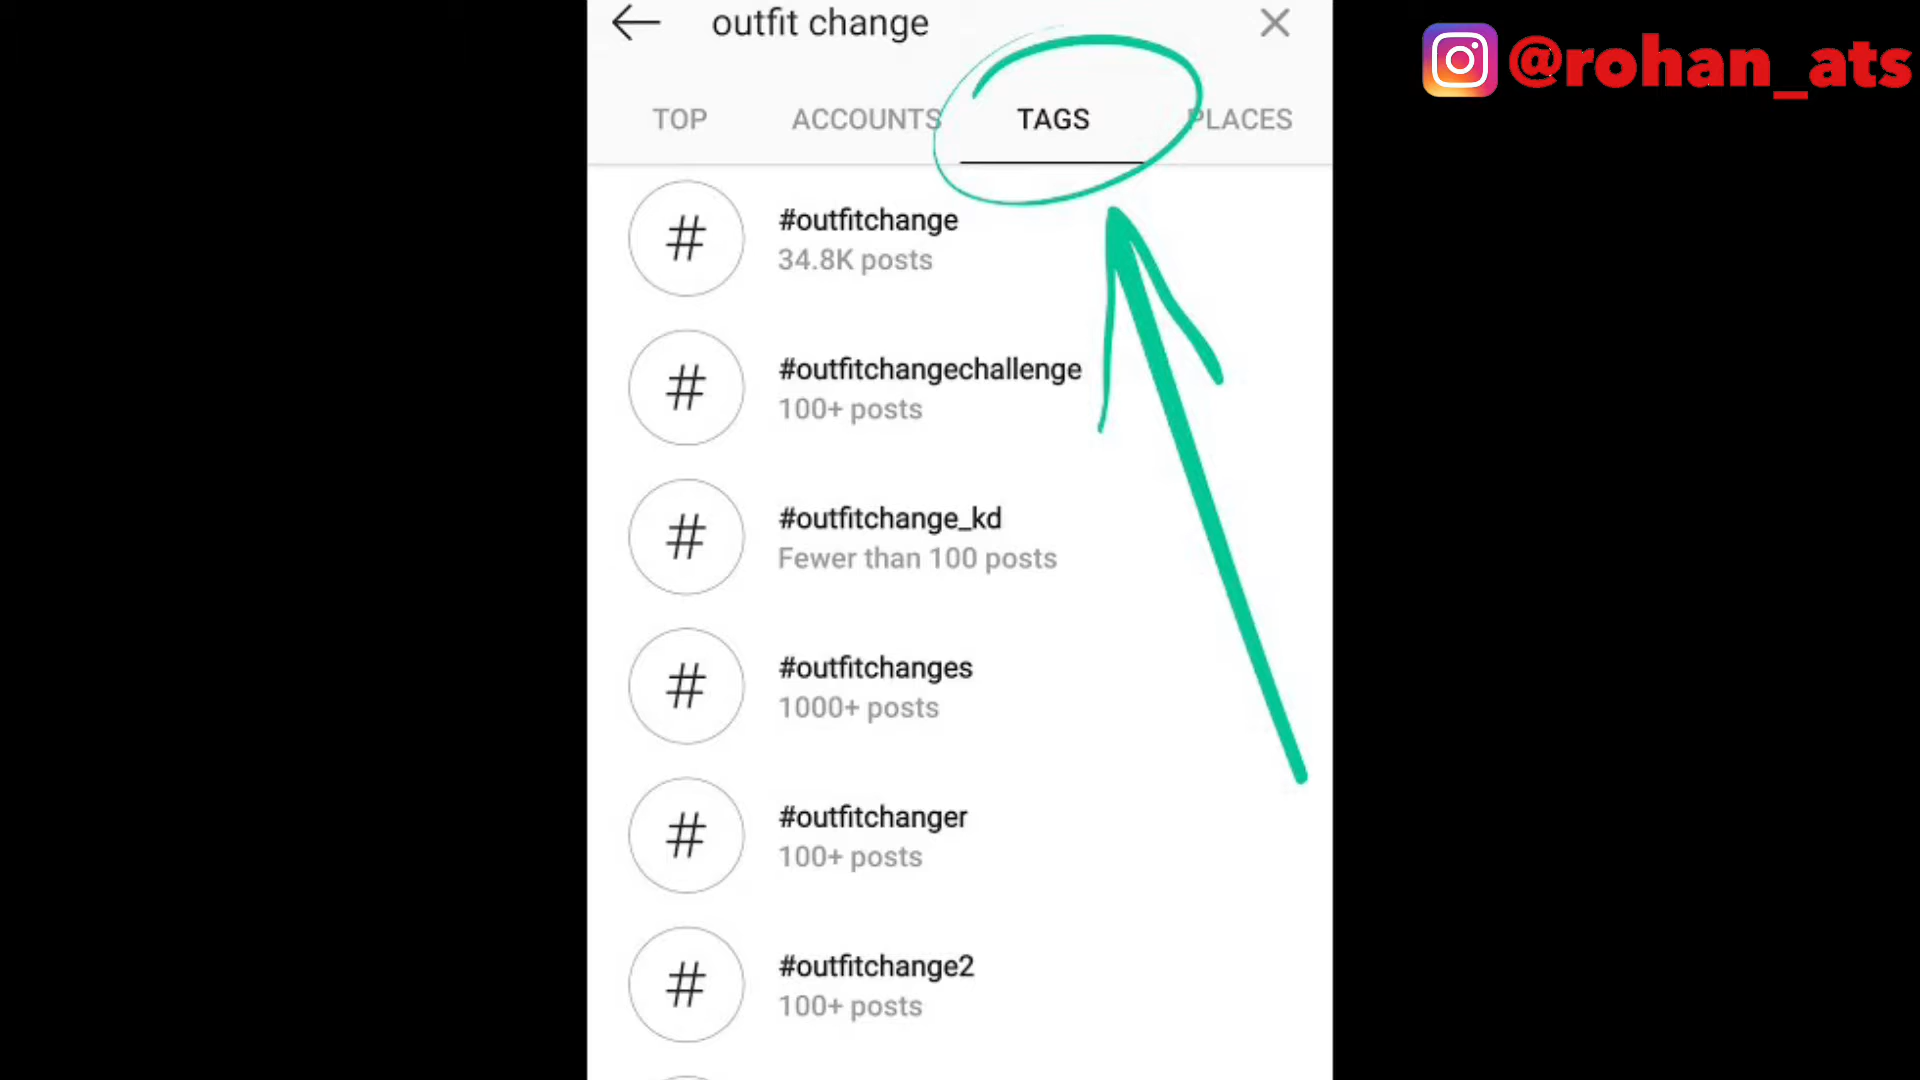 outfit change
@rohan_ats
TOP ACCOUNTS TAGS PLACES
#outfitchange
34.8K posts
#outfitchangechallenge
100+ posts
#outfitchange_kd
Fewer than 100 posts
#outfitchanges
1000+ posts
#outfitchanger
100+ posts
#outfitchange2
100+ posts